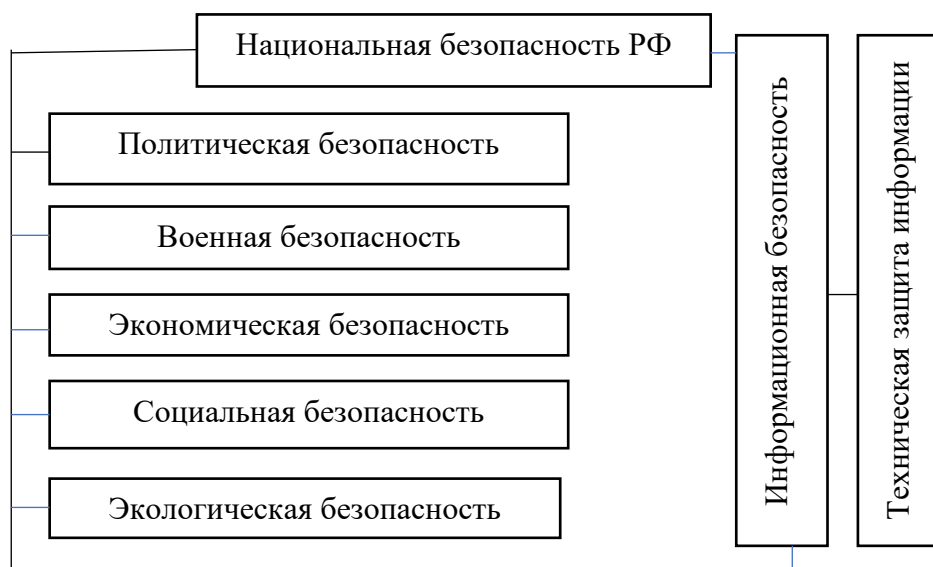 Национальная безопасность РФ
Политическая безопасность
Военная безопасность
Экономическая безопасность
Социальная безопасность
Экологическая безопасность
Информационная безопасность
Техническая защита информации